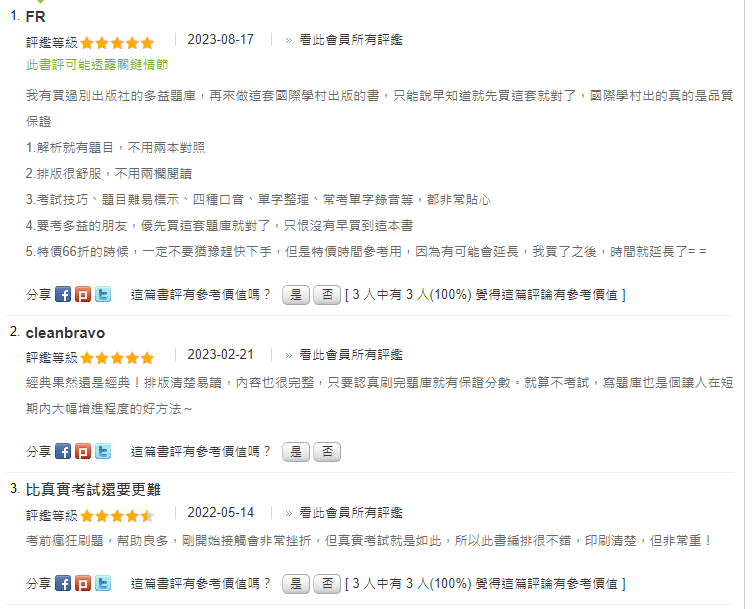 1. FR
評鑑等級 2023-08-17 » 看此會員所有評鑑
此書評可能透露關鍵情節
我有買過別出版社的多益題庫，再來做這套國際學村出版的書，只能說早知道就先買這套就對了，國際學村出的真的是品質
保證
1.解析就有題目，不用兩本對照
2.排版很舒服，不用兩欄閱讀
3.考試技巧、題目難易標示、四種口音、單字整理、常考單字錄音等，都非常貼心
4.要考多益的朋友，優先買這套題庫就對了，只恨沒有早買到這本書
5.特價66折的時候，一定不要猶豫趕快下手，但是特價時間參考用，因為有可能會延長，我買了之後，時間就延長了= =
分享 這篇書評有參考價值嗎？ 是 否 [ 3 人中有 3 人(100%) 覺得這篇評論有參考價值 ]
2. cleanbravo
評鑑等級 2023-02-21 » 看此會員所有評鑑
經典果然還是經典！排版清楚易讀，內容也很完整，只要認真刷完題庫就有保證分數。就算不考試，寫題庫也是個讓人在短
期內大幅增進程度的好方法～
分享 這篇書評有參考價值嗎？ 是 否
3. 比真實考試還要更難
評鑑等級 2022-05-14 » 看此會員所有評鑑
考前瘋狂刷題，幫助良多，剛開始接觸會非常挫折，但真實考試就是如此，所以此書編排很不錯，印刷清楚，但非常重！
分享 這篇書評有參考價值嗎？ 是 否 [ 3 人中有 3 人(100%) 覺得這篇評論有參考價值 ]